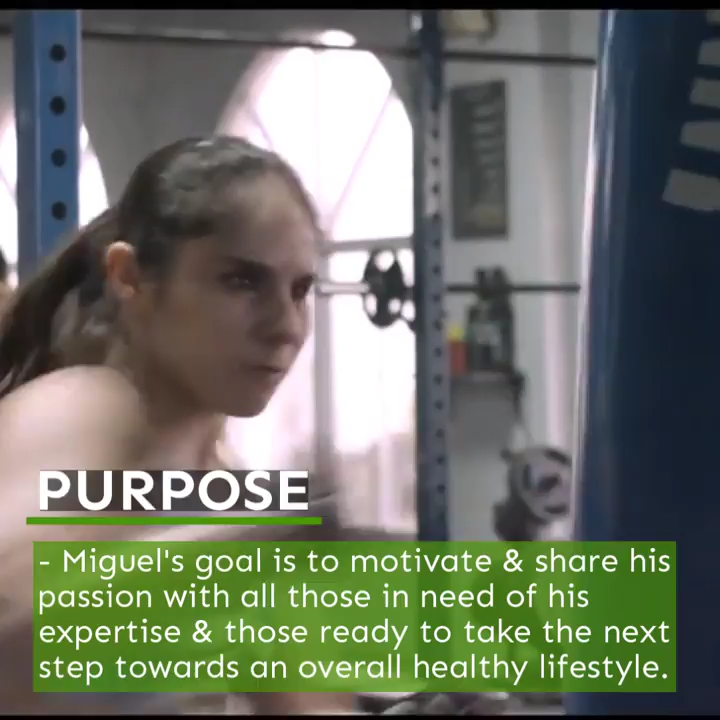 PURPOSE
- Miguel's goal is to motivate & share his
passion with all those in need of his
expertise & those ready to take the next
step towards an overall healthy lifestyle.